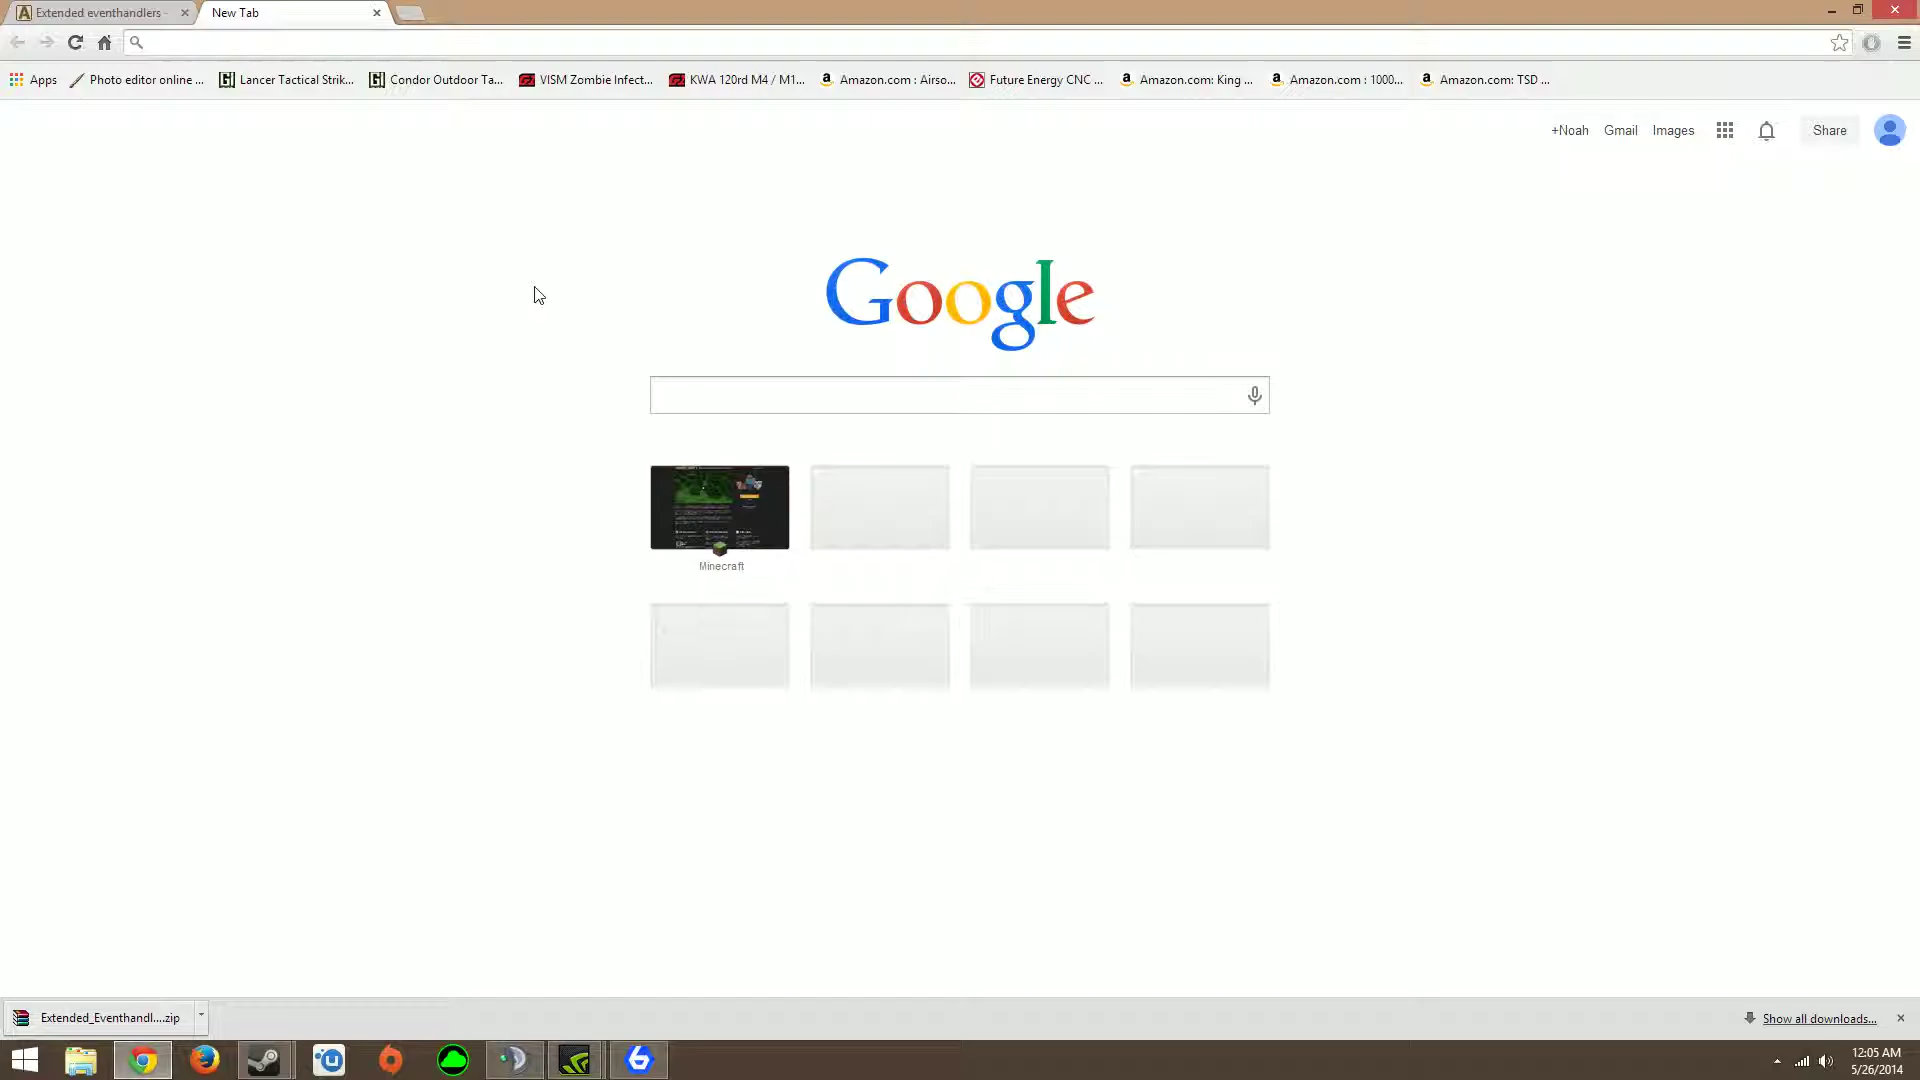 Extended eventhandlers -
New Tab
Apps
Photo editor online ...
Lancer Tactical Strik...
Condor Outdoor Ta...
VISM Zombie Infect...
KWA 120rd M4 / M1...
Amazon.com : Airso...
Future Energy CNC ...
Amazon.com: King ...
Amazon.com : 1000...
Amazon.com: TSD ...
+Noah
Gmail
Images
Share
Google
Minecraft
Extended_Eventhandl....zip
Show all downloads...
12:05 AM
5/26/2014